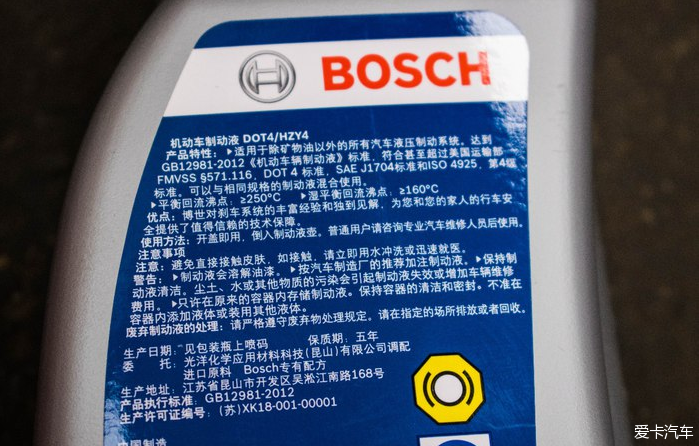 BOSCH
机动车制动液 DOT4/HZY4
产品特性：▶适用于除矿物油以外的所有汽车液压制动系统。达到
GB12981-2012《机动车辆制动液》标准，符合甚至超过美国运输部
FMVSS §571.116，DOT 4 标准，SAE J1704标准和ISO 4925，第4级
标准。可以与相同规格的制动液混合使用。
▶平衡回流沸点：≥250°C ▶湿平衡回流沸点：≥160°C
优点：博世对刹车系统的丰富经验和独到见解，为您和您的家人的行车安
全提供了值得信赖的技术保障。
使用方法：开盖即用，倒入制动液壶。普通用户请咨询专业汽车维修人员后使用。
注意事项
注意：避免直接接触皮肤，如接触，请立即用水冲洗或迅速就医。
警告：▶制动液会溶解油漆。▶按汽车制造厂的推荐加注制动液。▶保持制
动液清洁。尘土、水或其他物质的污染会引起制动液失效或增加车辆维修
费用。▶只许在原来的容器内存储制动液。保持容器的清洁和密封。不准在
容器内添加液体或装用其他液体。
废弃制动液的处理：请严格遵守废弃物处理规定。请在指定的场所排放或者回收。
生产日期：见包装瓶上喷码 保质期：五年
委 托：光洋化学应用材料科技(昆山)有限公司调配
进口原料 Bosch专有配方
生产地址：江苏省昆山市开发区吴淞江南路168号
产品执行标准：GB12981-2012
生产许可证编号：(苏)XK18-001-00001
中国制造
爱卡汽车